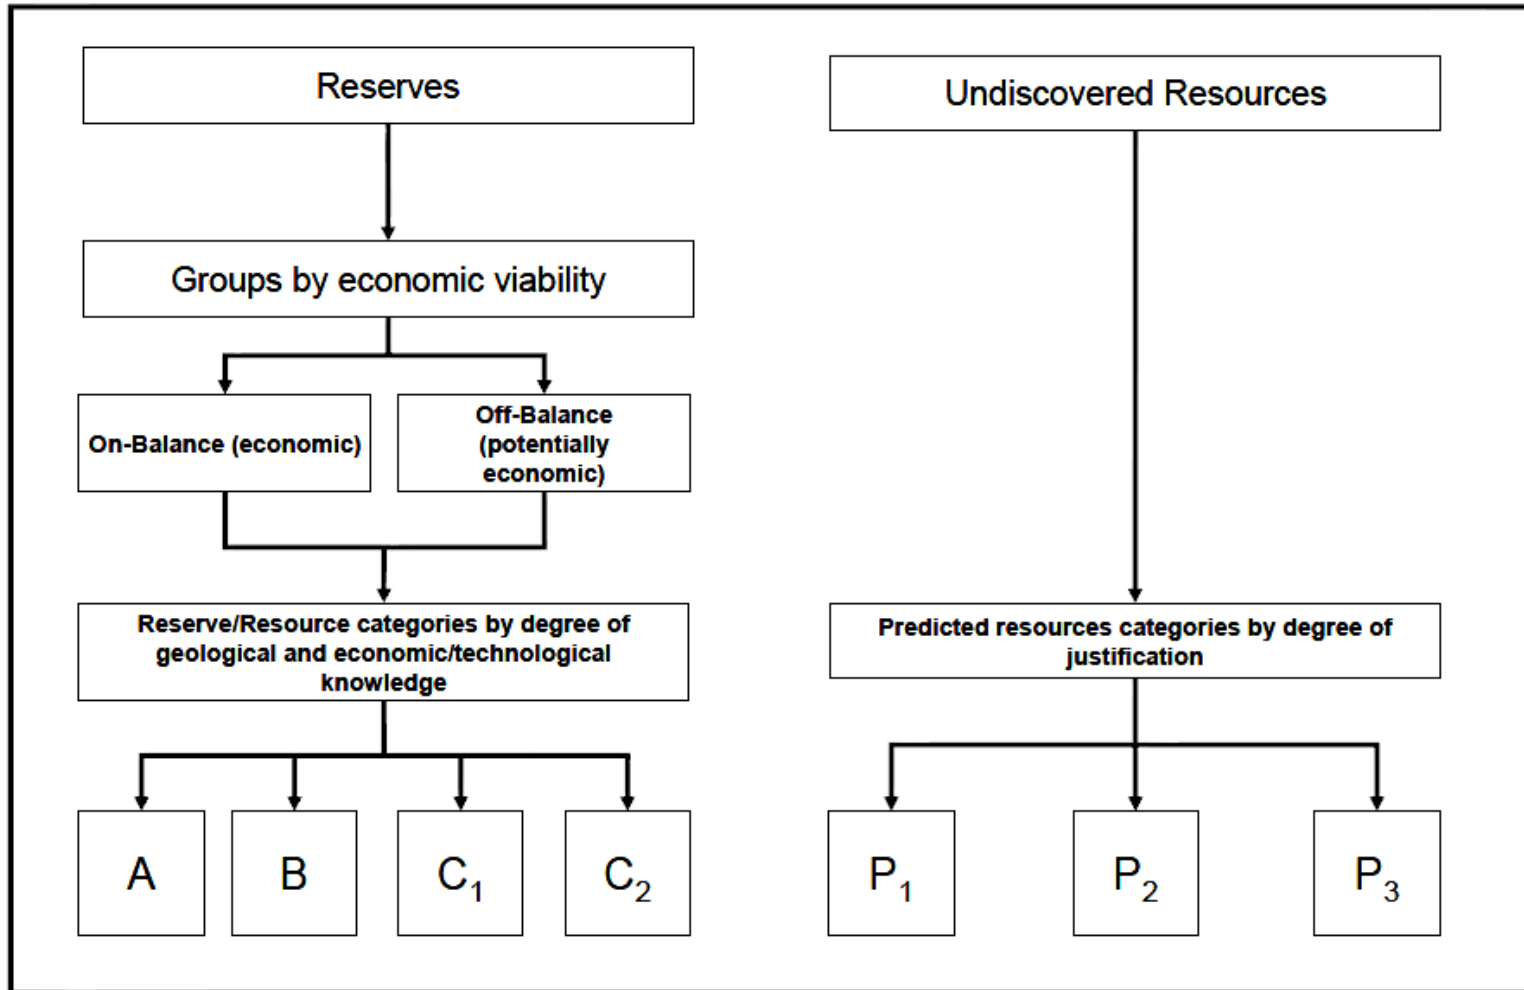 Reserves
Undiscovered Resources
Groups by economic viability
On-Balance (economic)
Off-Balance
(potentially
economic)
Reserve/Resource categories by degree of
geological and economic/technological
knowledge
Predicted resources categories by degree of
justification
A
B
C₁
C₂
P₁
P₂
P₃